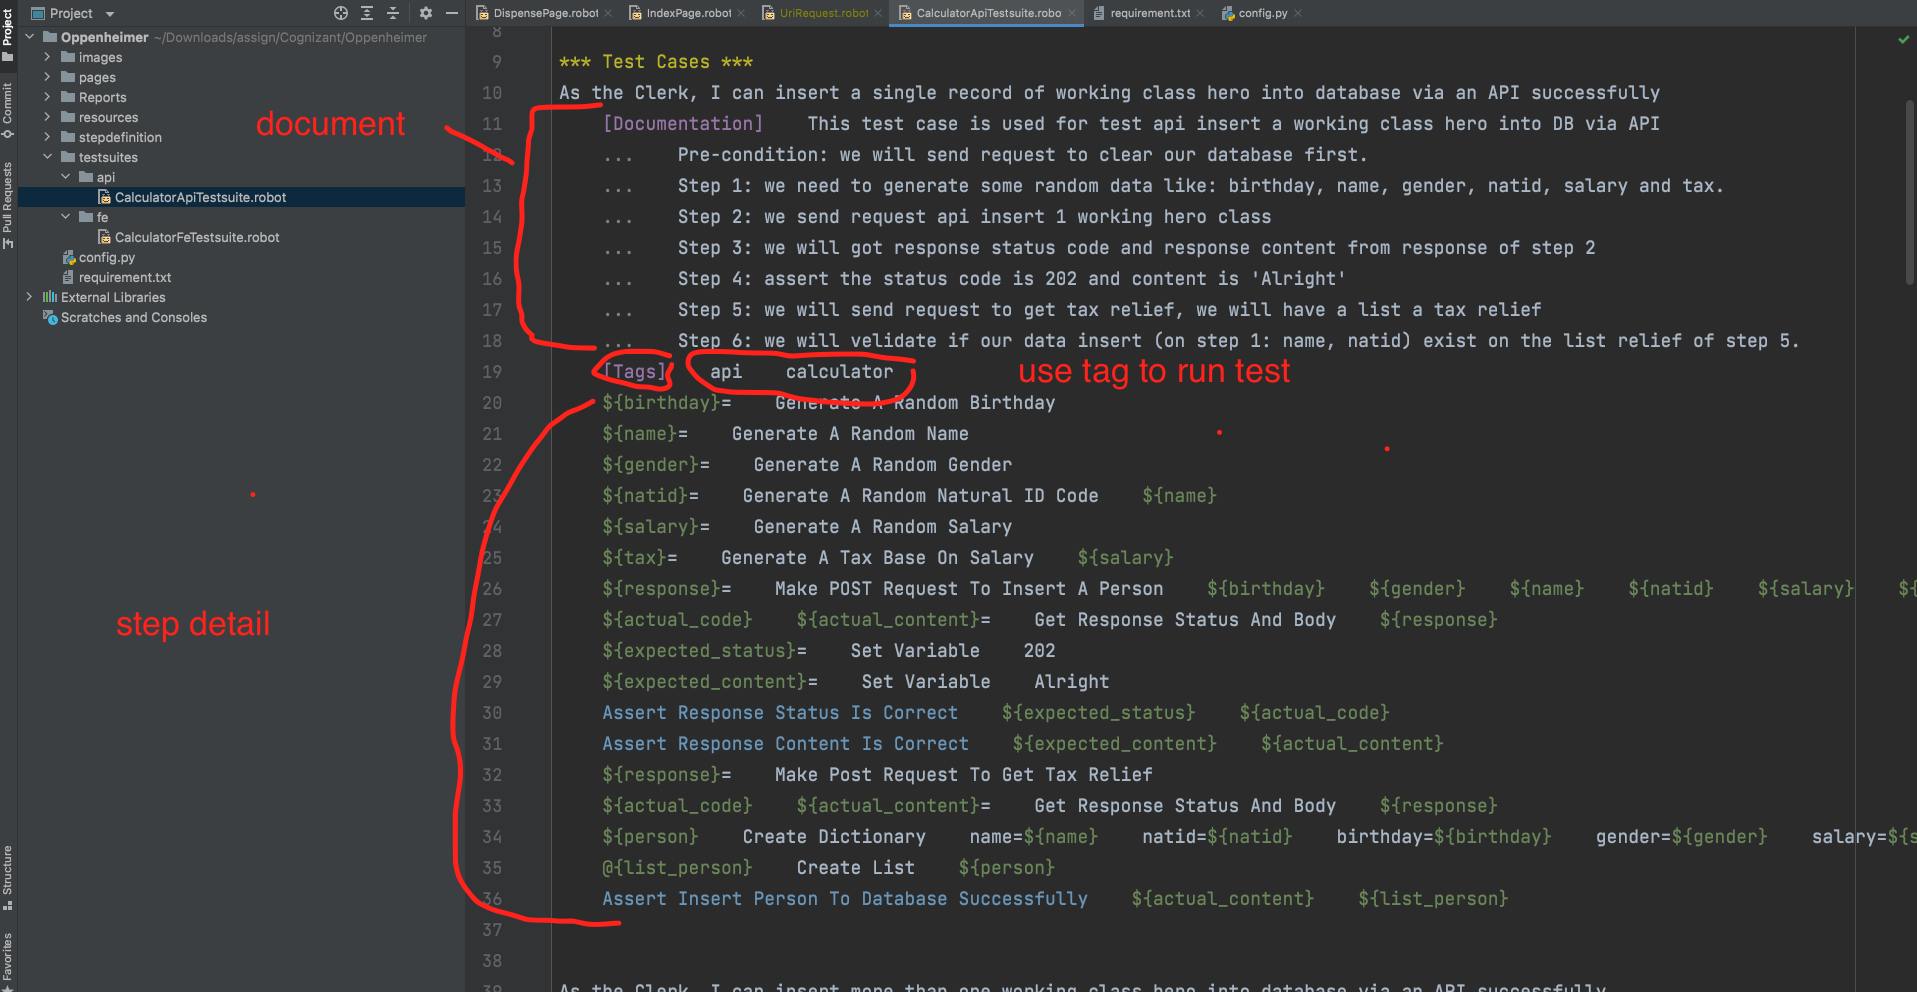 Project
DispensePage.robot
IndexPage.robot
UriRequest.robot
CalculatorApiTestsuite.robo
requirement.txt
config.py
Project
Commit
Pull Requests
Structure
Favorites
Oppenheimer ~/Downloads/assign/Cognizant/Oppenheimer
images
pages
Reports
resources
stepdefinition
testsuites
api
CalculatorApiTestsuite.robot
fe
CalculatorFeTestsuite.robot
config.py
requirement.txt
External Libraries
Scratches and Consoles
document
step detail
8
9 *** Test Cases ***
10 As the Clerk, I can insert a single record of working class hero into database via an API successfully
11 [Documentation] This test case is used for test api insert a working class hero into DB via API
12 ... Pre-condition: we will send request to clear our database first.
13 ... Step 1: we need to generate some random data like: birthday, name, gender, natid, salary and tax.
14 ... Step 2: we send request api insert 1 working hero class
15 ... Step 3: we will got response status code and response content from response of step 2
16 ... Step 4: assert the status code is 202 and content is 'Alright'
17 ... Step 5: we will send request to get tax relief, we will have a list a tax relief
18 ... Step 6: we will velidate if our data insert (on step 1: name, natid) exist on the list relief of step 5.
19 [Tags] api calculator
use tag to run test
20 ${birthday}= Generate A Random Birthday
21 ${name}= Generate A Random Name
22 ${gender}= Generate A Random Gender
23 ${natid}= Generate A Random Natural ID Code ${name}
24 ${salary}= Generate A Random Salary
25 ${tax}= Generate A Tax Base On Salary ${salary}
26 ${response}= Make POST Request To Insert A Person ${birthday} ${gender} ${name} ${natid} ${salary} ${
27 ${actual_code} ${actual_content}= Get Response Status And Body ${response}
28 ${expected_status}= Set Variable 202
29 ${expected_content}= Set Variable Alright
30 Assert Response Status Is Correct ${expected_status} ${actual_code}
31 Assert Response Content Is Correct ${expected_content} ${actual_content}
32 ${response}= Make Post Request To Get Tax Relief
33 ${actual_code} ${actual_content}= Get Response Status And Body ${response}
34 ${person} Create Dictionary name=${name} natid=${natid} birthday=${birthday} gender=${gender} salary=${s
35 @{list_person} Create List ${person}
36 Assert Insert Person To Database Successfully ${actual_content} ${list_person}
37
38
39 As the Clerk, I can insert more than one working class hero into database via an API successfully